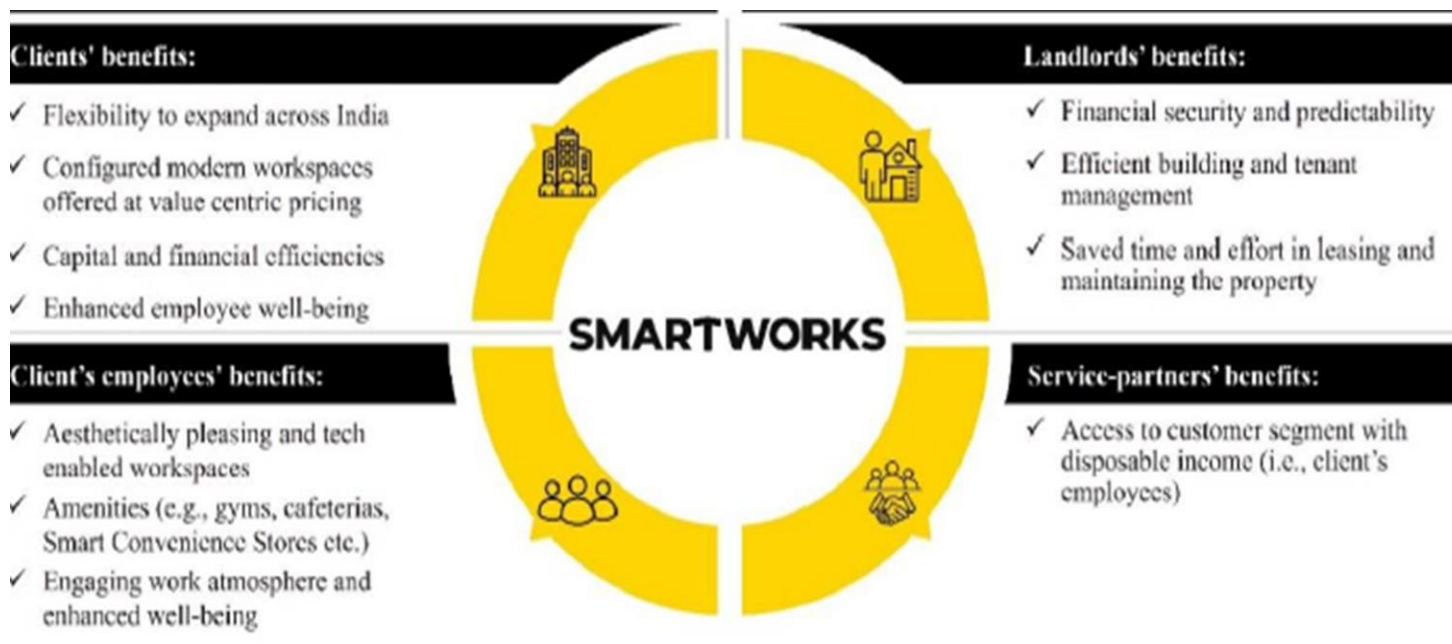 Clients' benefits:
✓ Flexibility to expand across India
✓ Configured modern workspaces
offered at value centric pricing
✓ Capital and financial efficiencies
✓ Enhanced employee well-being
Landlords' benefits:
✓ Financial security and predictability
✓ Efficient building and tenant
management
✓ Saved time and effort in leasing and
maintaining the property
SMARTWORKS
Client's employees' benefits:
✓ Aesthetically pleasing and tech
enabled workspaces
✓ Amenities (e.g., gyms, cafeterias,
Smart Convenience Stores etc.)
✓ Engaging work atmosphere and
enhanced well-being
Service-partners' benefits:
✓ Access to customer segment with
disposable income (i.e., client's
employees)